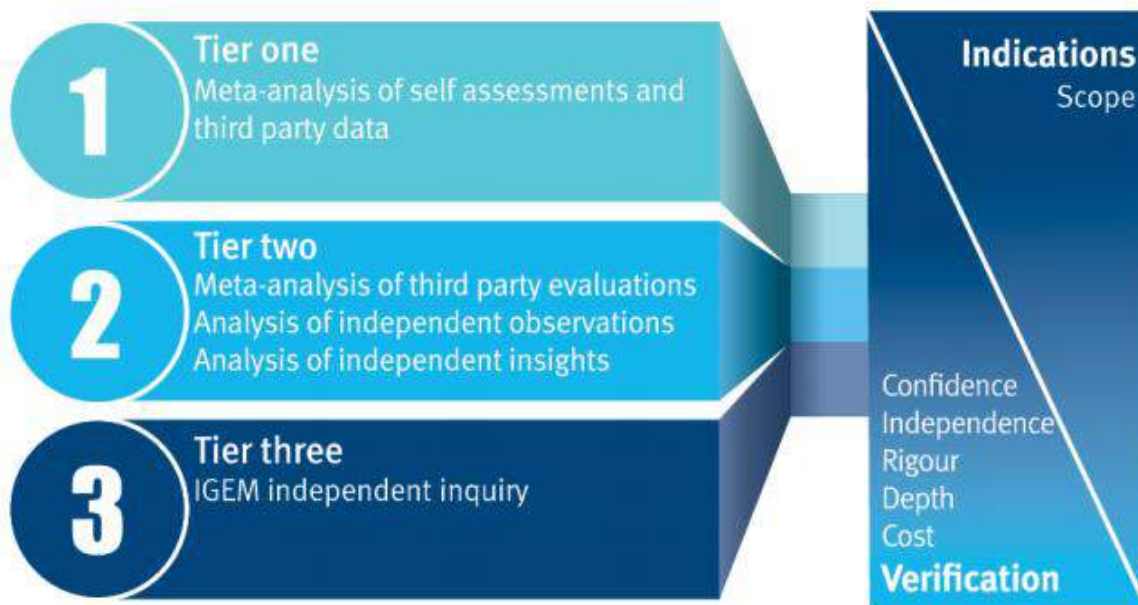 1
Tier one
Meta-analysis of self assessments and
third party data
2
Tier two
Meta-analysis of third party evaluations
Analysis of independent observations
Analysis of independent insights
3
Tier three
IGEM independent inquiry
Indications
Scope
Confidence
Independence
Rigour
Depth
Cost
Verification